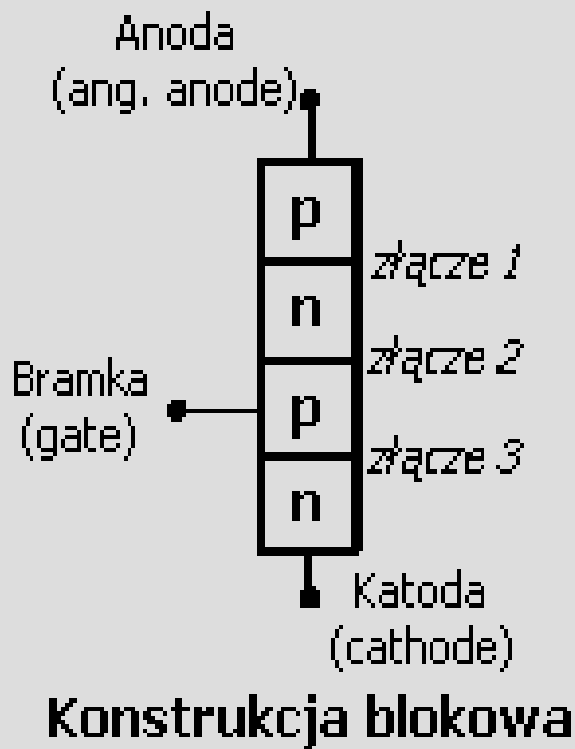 Anoda
(ang. anode)
p
złącze 1
n
złącze 2
Bramka
(gate)
p
złącze 3
n
Katoda
(cathode)
Konstrukcja blokowa